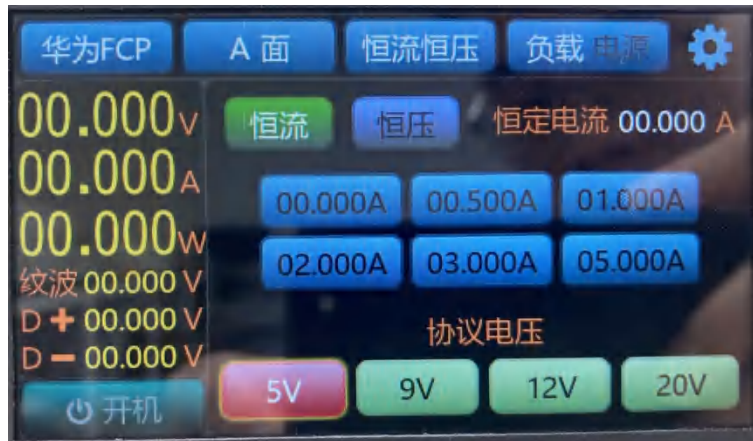 华为FCP A 面 恒流恒压 负载 电源
00.000 V
00.000 A
00.000 W
纹波 00.000 V
D + 00.000 V
D - 00.000 V
开机
恒流 恒压 恒定电流 00.000 A
00.000A 00.500A 01.000A
02.000A 03.000A 05.000A
协议电压
5V 9V 12V 20V